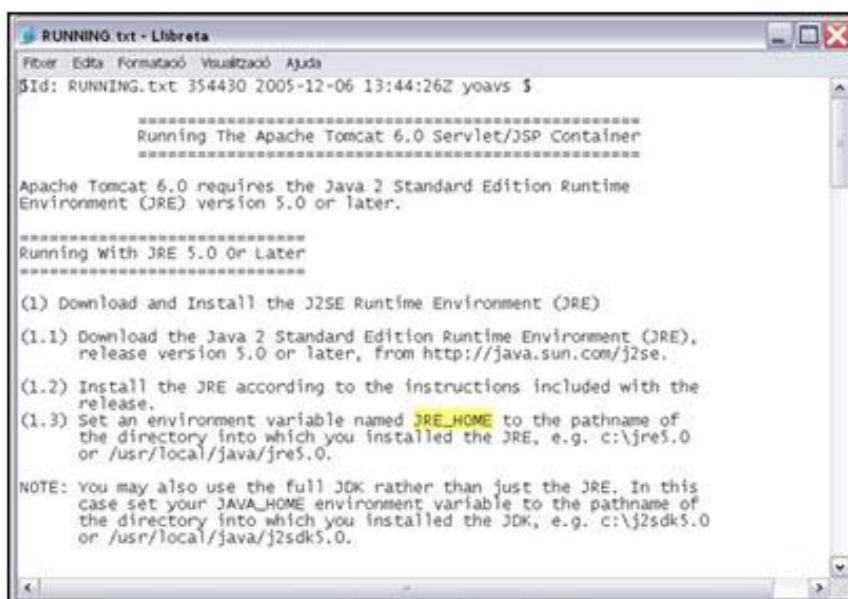 RUNNING.txt - Llibreta
Fitxer Edita Formatació Visualització Ajuda
$Id: RUNNING.txt 354430 2005-12-06 13:44:26Z yoavs $
===================================================
Running The Apache Tomcat 6.0 Servlet/JSP Container
===================================================
Apache Tomcat 6.0 requires the Java 2 Standard Edition Runtime
Environment (JRE) version 5.0 or later.
=============================
Running With JRE 5.0 Or Later
=============================
(1) Download and Install the J2SE Runtime Environment (JRE)
(1.1) Download the Java 2 Standard Edition Runtime Environment (JRE),
release version 5.0 or later, from http://java.sun.com/j2se.
(1.2) Install the JRE according to the instructions included with the
release.
(1.3) Set an environment variable named JRE_HOME to the pathname of
the directory into which you installed the JRE, e.g. c:\jre5.0
or /usr/local/java/jre5.0.
NOTE: You may also use the full JDK rather than just the JRE. In this
case set your JAVA_HOME environment variable to the pathname of
the directory into which you installed the JDK, e.g. c:\j2sdk5.0
or /usr/local/java/j2sdk5.0.